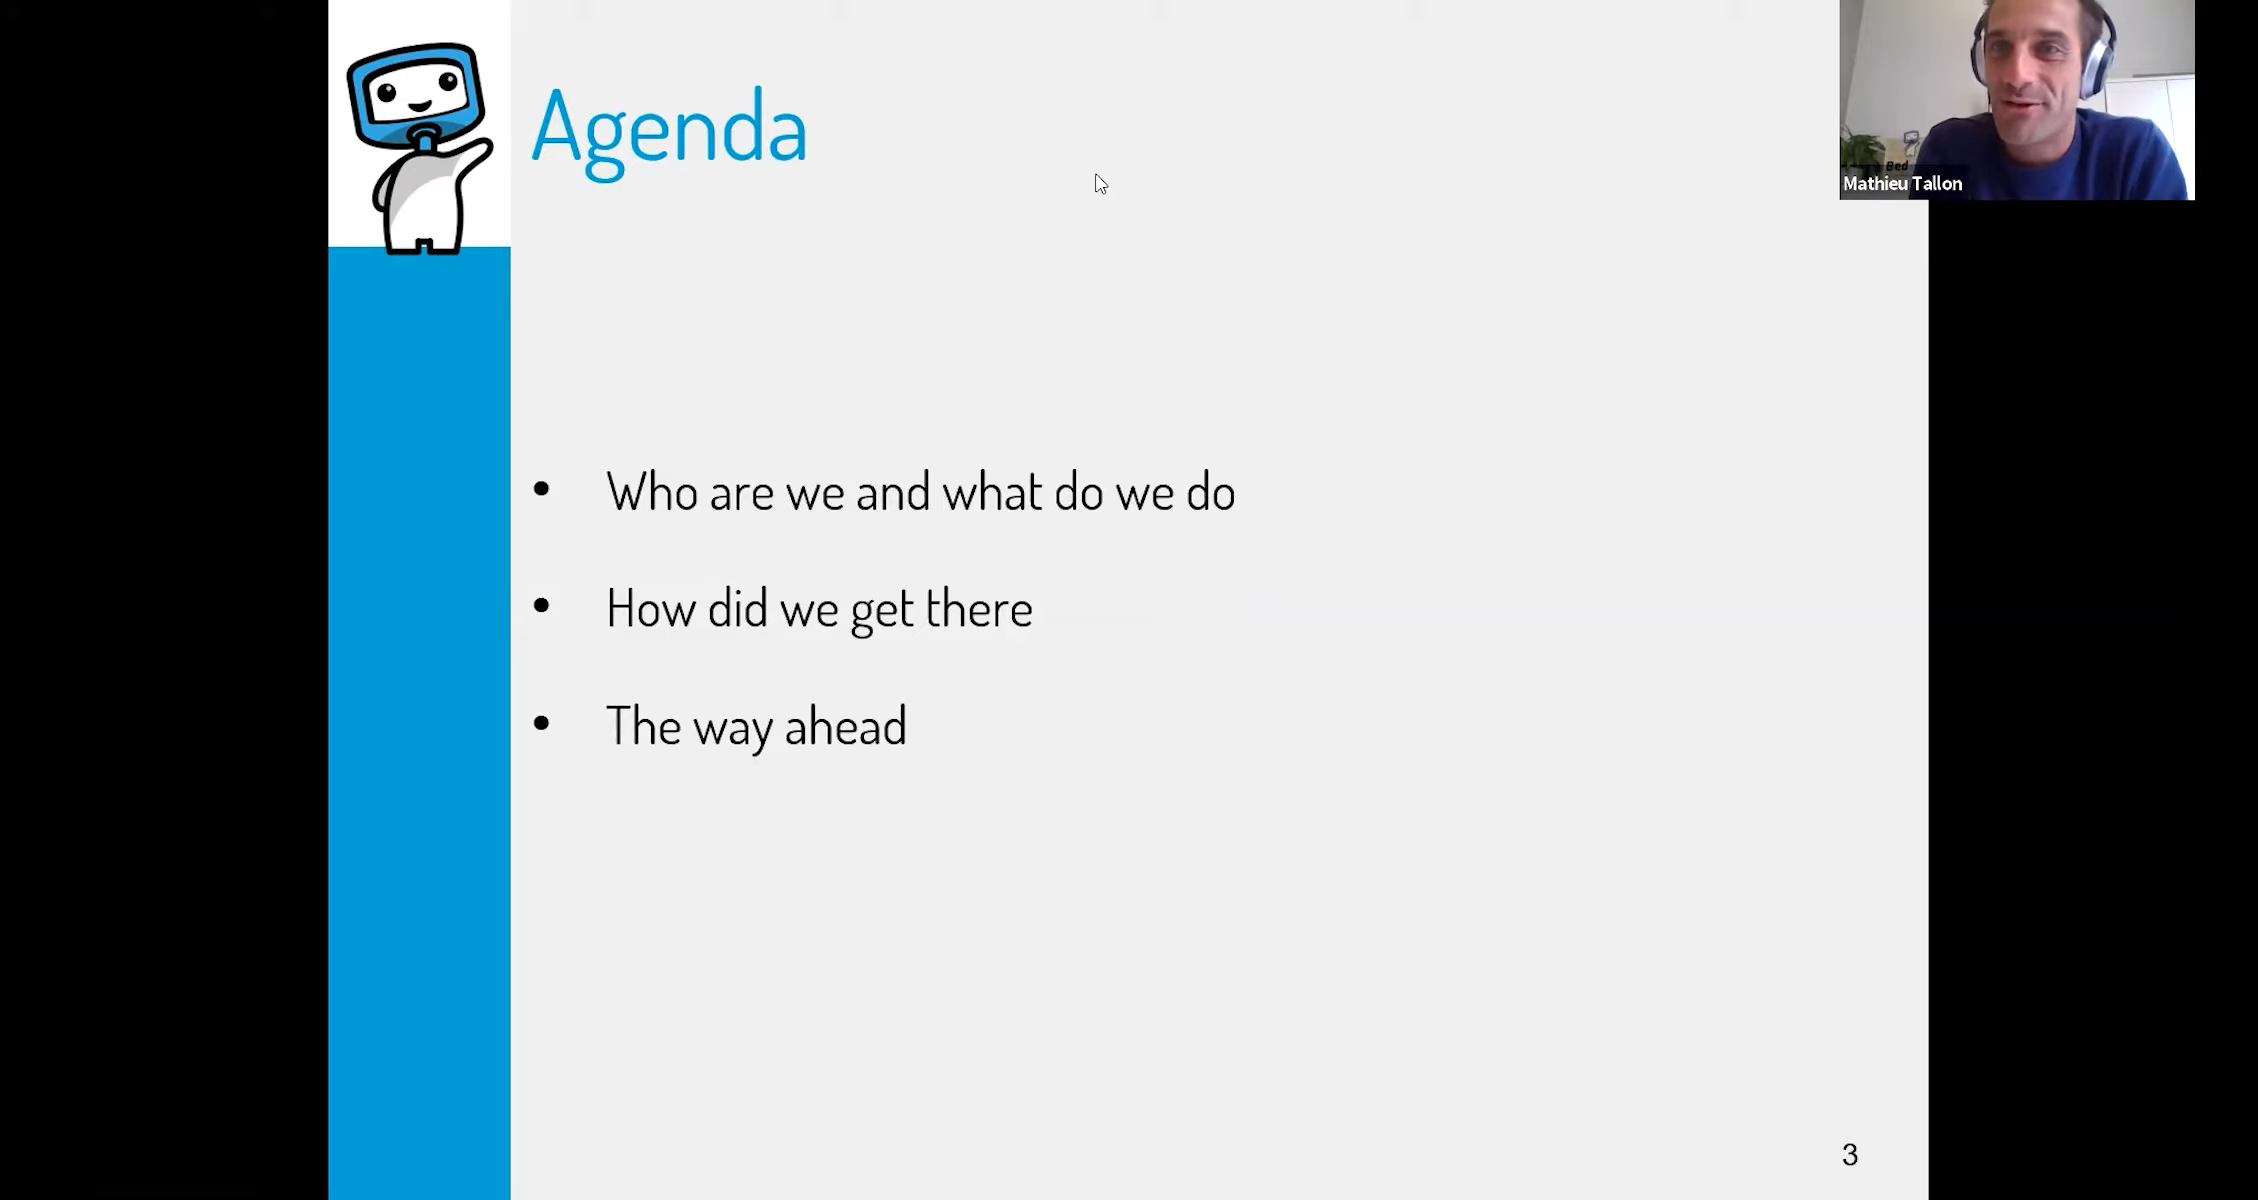 Agenda
Bed
Mathieu Tallon
• Who are we and what do we do
• How did we get there
• The way ahead
3